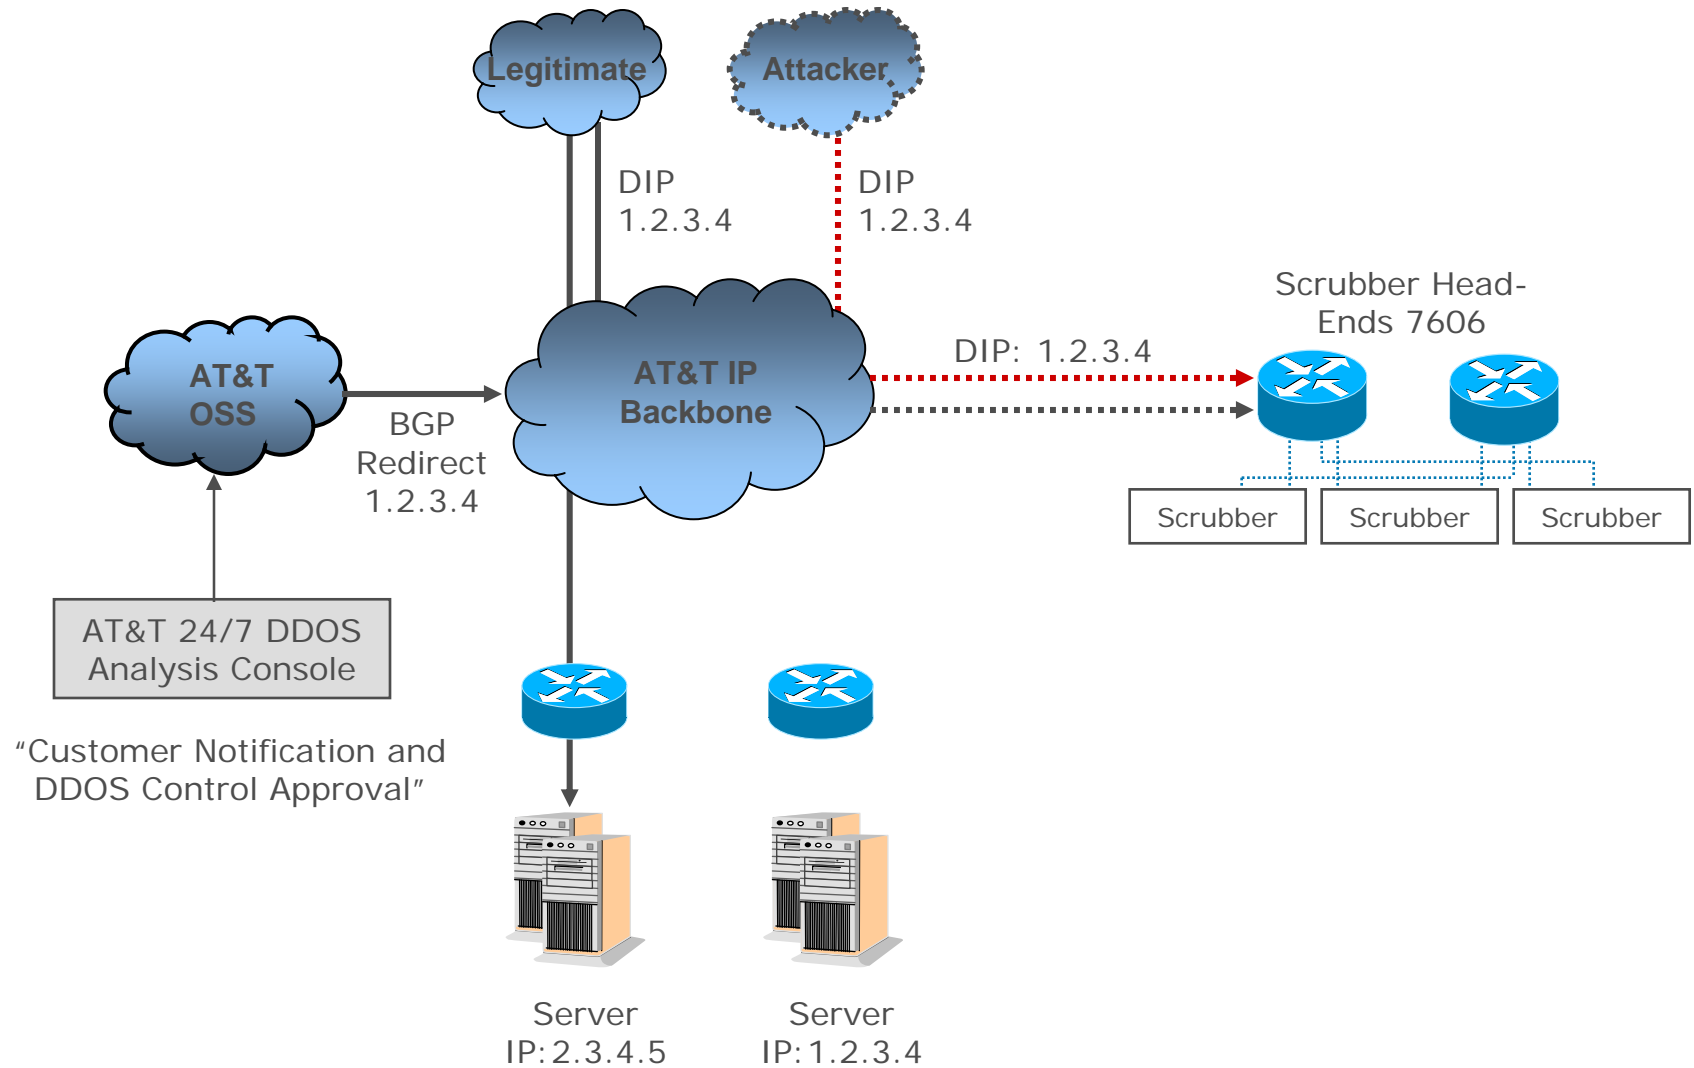 Legitimate
Attacker
DIP
1.2.3.4
DIP
1.2.3.4
Scrubber Head-
Ends 7606
DIP: 1.2.3.4
AT&T
OSS
AT&T IP
Backbone
BGP
Redirect
1.2.3.4
Scrubber
Scrubber
Scrubber
AT&T 24/7 DDOS
Analysis Console
“Customer Notification and
DDOS Control Approval”
Server
IP:2.3.4.5
Server
IP:1.2.3.4